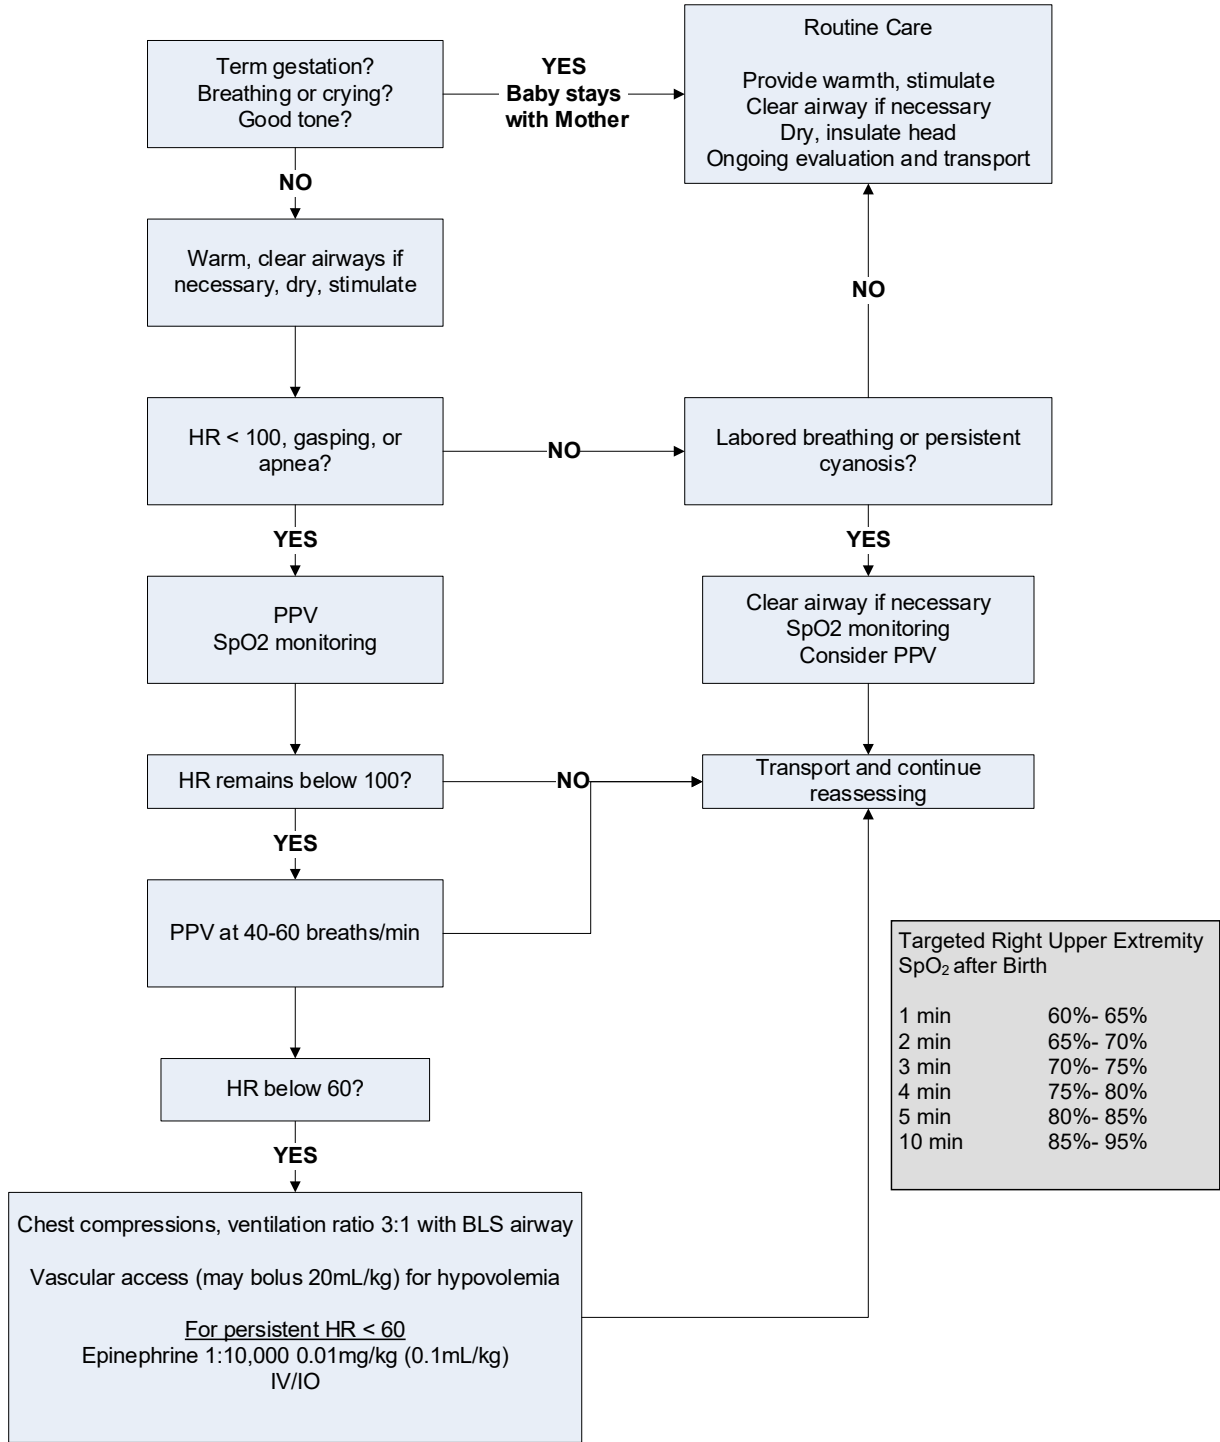 Term gestation?
Breathing or crying?
Good tone?
YES
Baby stays
with Mother
Routine Care
Provide warmth, stimulate
Clear airway if necessary
Dry, insulate head
Ongoing evaluation and transport
NO
Warm, clear airways if
necessary, dry, stimulate
NO
HR < 100, gasping, or
apnea?
NO
Labored breathing or persistent
cyanosis?
YES
YES
PPV
SpO2 monitoring
Clear airway if necessary
SpO2 monitoring
Consider PPV
HR remains below 100?
NO
Transport and continue
reassessing
YES
PPV at 40-60 breaths/min
Targeted Right Upper Extremity
SpO₂ after Birth
1 min 60%- 65%
2 min 65%- 70%
3 min 70%- 75%
4 min 75%- 80%
5 min 80%- 85%
10 min 85%- 95%
HR below 60?
YES
Chest compressions, ventilation ratio 3:1 with BLS airway
Vascular access (may bolus 20mL/kg) for hypovolemia
For persistent HR < 60
Epinephrine 1:10,000 0.01mg/kg (0.1mL/kg)
IV/IO